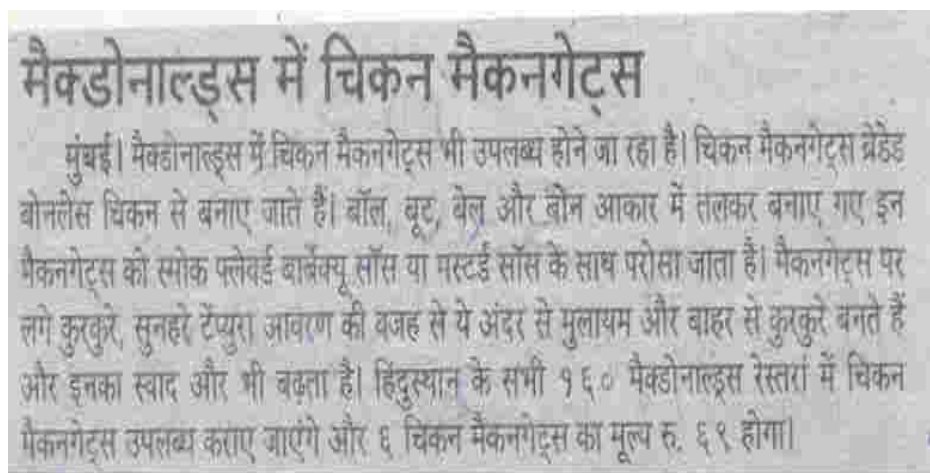 मैक्डोनाल्ड्स में चिकन मैकनगेट्स
मुंबई। मैक्डोनाल्ड्स में चिकन मैकनगेट्स भी उपलब्ध होने जा रहा है। चिकन मैकनगेट्स ब्रेडेड
बोनलेस चिकन से बनाए जाते हैं। बॉल, बूट, बेल और बोन आकार में तलकर बनाए गए इन
मैकनगेट्स को स्मोक फ्लेवर्ड बार्बेक्यू सॉस या मस्टर्ड सॉस के साथ परोसा जाता है। मैकनगेट्स पर
लगे कुरकुरे, सुनहरे टेंप्युरा आवरण की वजह से ये अंदर से मुलायम और बाहर से कुरकुरे बनते हैं
और इनका स्वाद और भी बढ़ता है। हिंदुस्थान के सभी १६० मैक्डोनाल्ड्स रेस्तरां में चिकन
मैकनगेट्स उपलब्ध कराए जाएंगे और ६ चिकन मैकनगेट्स का मूल्य रु. ६९ होगा।